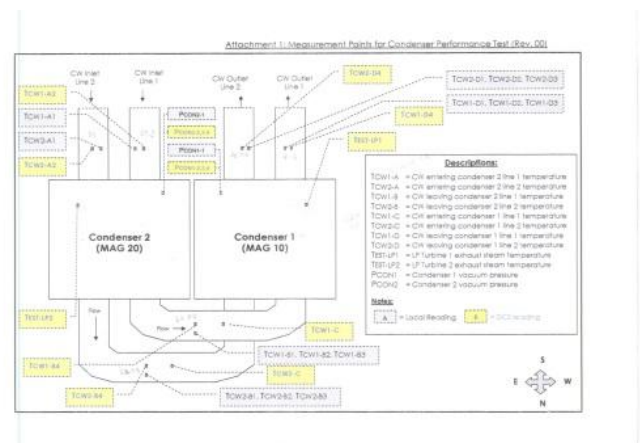 Attachment 1: Measurement Points for Condenser Performance Test (Rev. 00)
CW Inlet
Line 2
CW Inlet
Line 1
CW Outlet
Line 2
CW Outlet
Line 1
TCW2-D4
TCW2-D1, TCW2-D2, TCW2-D3
TCW1-A2
PCON2-1
TCW1-D1, TCW1-D2, TCW1-D3
TCW1-A1
TCW1-D4
TCW2-A1
PCON1-1
TEST-LP1
TCW2-A2
Condenser 2
(MAG 20)
Condenser 1
(MAG 10)
Descriptions:
TCW1-A = CW entering condenser 2 line 1 temperature
TCW2-A = CW entering condenser 2 line 2 temperature
TCW1-B = CW leaving condenser 2 line 1 temperature
TCW2-B = CW leaving condenser 2 line 2 temperature
TCW1-C = CW entering condenser 1 line 1 temperature
TCW2-C = CW entering condenser 1 line 2 temperature
TCW1-D = CW leaving condenser 1 line 1 temperature
TCW2-D = CW leaving condenser 1 line 2 temperature
TEST-LP1 = LP Turbine 1 exhaust steam temperature
TEST-LP2 = LP Turbine 2 exhaust steam temperature
PCON1 = Condenser 1 vacuum pressure
PCON2 = Condenser 2 vacuum pressure
Notes:
A = Local Reading,
A = DCS reading
TEST-LP2
Flow
Flow
TCW1-C
TCW1-B4
TCW1-B1, TCW1-B2, TCW1-B3
TCW2-C
TCW2-B4
TCW2-B1, TCW2-B2, TCW2-B3
S
E
W
N